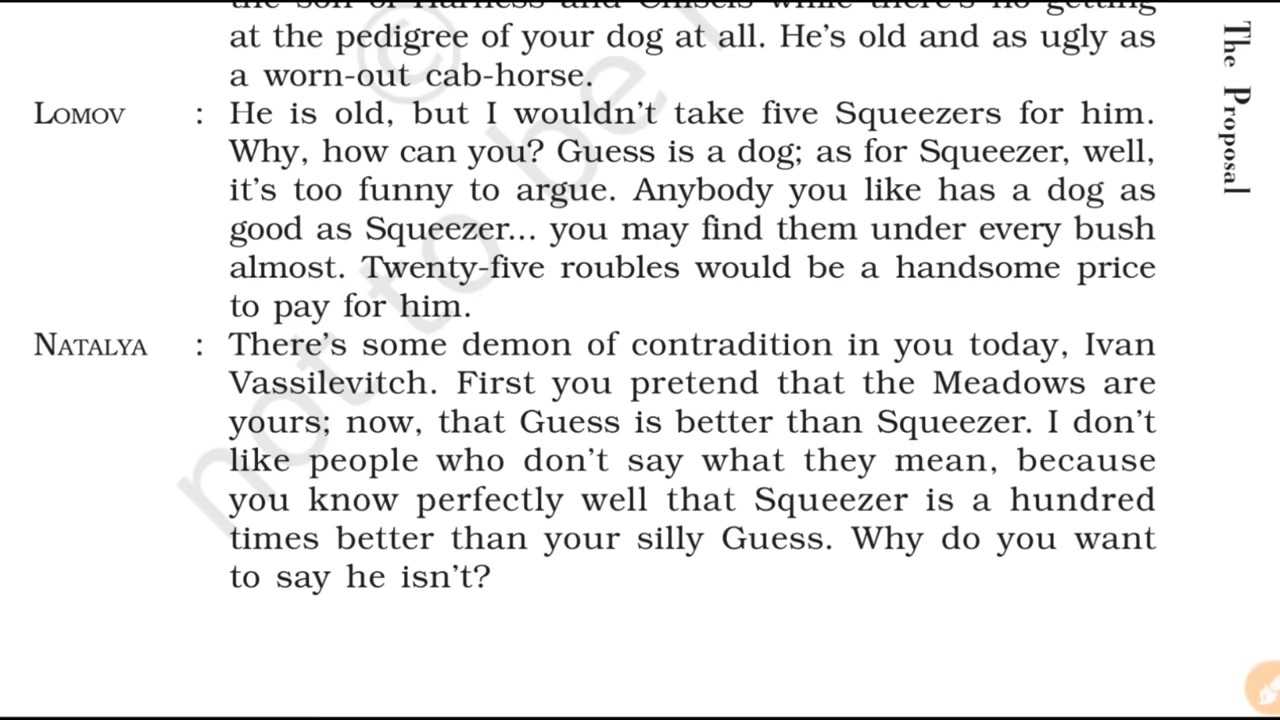 the son of Harness and Chisels while there's no getting
at the pedigree of your dog at all. He's old and as ugly as
a worn-out cab-horse.
LOMOV : He is old, but I wouldn't take five Squeezers for him.
Why, how can you? Guess is a dog; as for Squeezer, well,
it's too funny to argue. Anybody you like has a dog as
good as Squeezer... you may find them under every bush
almost. Twenty-five roubles would be a handsome price
to pay for him.
NATALYA : There's some demon of contradition in you today, Ivan
Vassilevitch. First you pretend that the Meadows are
yours; now, that Guess is better than Squeezer. I don't
like people who don't say what they mean, because
you know perfectly well that Squeezer is a hundred
times better than your silly Guess. Why do you want
to say he isn't?
The Proposal
©
not to be r